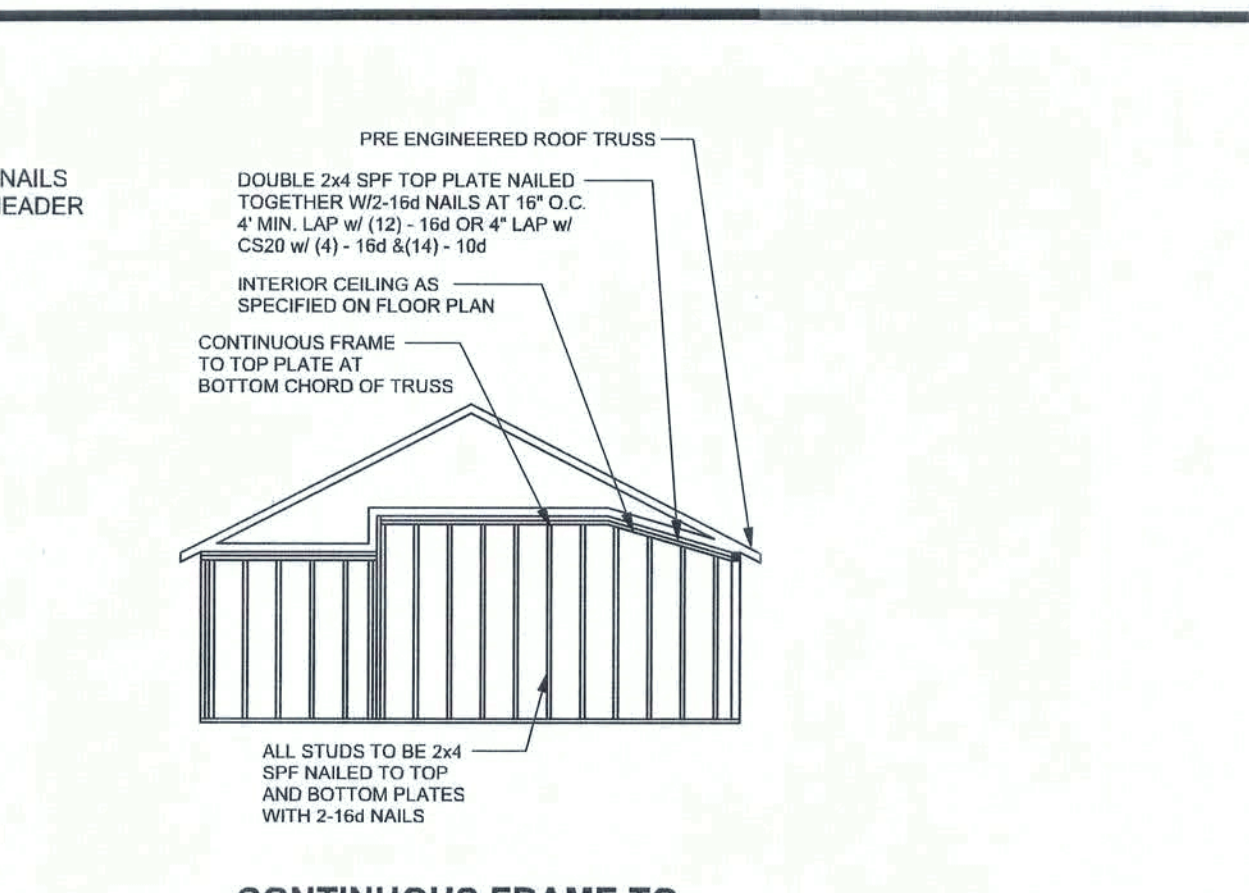 NAILS
EADER
PRE ENGINEERED ROOF TRUSS
DOUBLE 2x4 SPF TOP PLATE NAILED
TOGETHER W/2-16d NAILS AT 16" O.C.
4' MIN. LAP w/ (12) - 16d OR 4" LAP w/
CS20 w/ (4) - 16d &(14) - 10d
INTERIOR CEILING AS
SPECIFIED ON FLOOR PLAN
CONTINUOUS FRAME
TO TOP PLATE AT
BOTTOM CHORD OF TRUSS
ALL STUDS TO BE 2x4
SPF NAILED TO TOP
AND BOTTOM PLATES
WITH 2-16d NAILS
CONTINUOUS FRAME TO